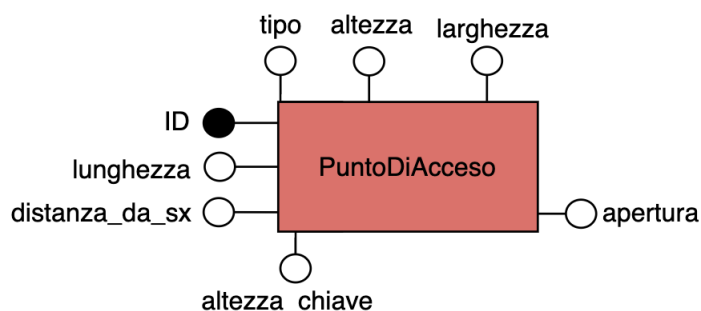 tipo
altezza
larghezza
ID
lunghezza
PuntoDiAcceso
distanza_da_sx
apertura
altezza chiave